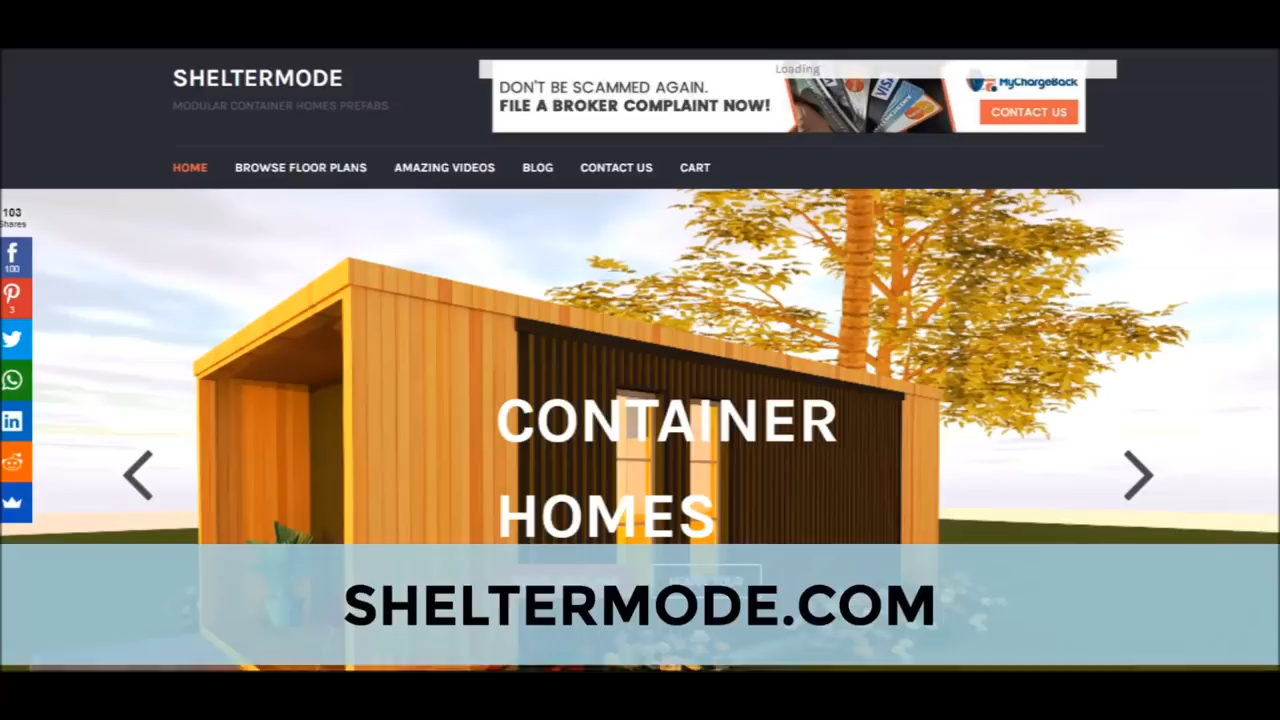 SHELTERMODE
MODULAR CONTAINER HOMES PREFABS
Loading
DON'T BE SCAMMED AGAIN.
FILE A BROKER COMPLAINT NOW!
MyChargeBack
CONTACT US
HOME BROWSE FLOOR PLANS AMAZING VIDEOS BLOG CONTACT US CART
103
Shares
100
3
CONTAINER
HOMES
SHELTERMODE.COM